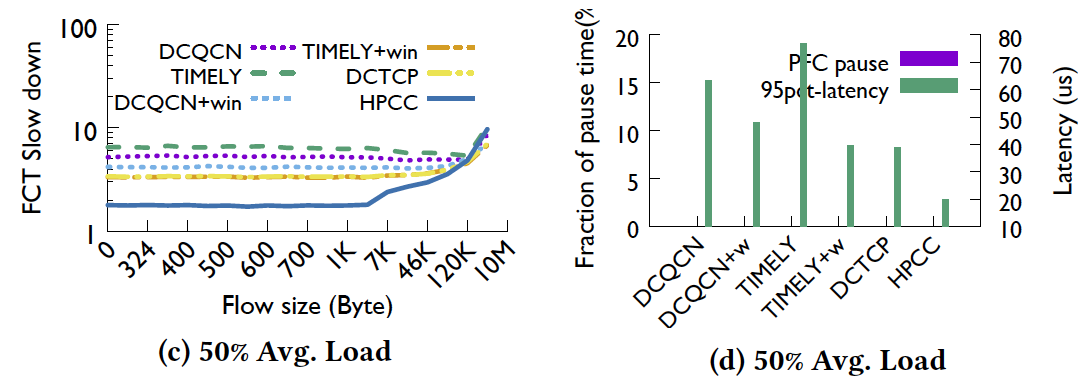 100
10
1
FCT Slow down
DCQCN
TIMELY
DCQCN+win
TIMELY+win
DCTCP
HPCC
0
324
400
500
600
700
1K
7K
46K
120K
10M
Flow size (Byte)
(c) 50% Avg. Load
Fraction of pause time(%
20
15
10
5
0
PFC pause
95pct-latency
80
70
60
50
40
30
20
10
Latency (us)
DCQCN
DCQCN+w
TIMELY
TIMELY+w
DCTCP
HPCC
(d) 50% Avg. Load